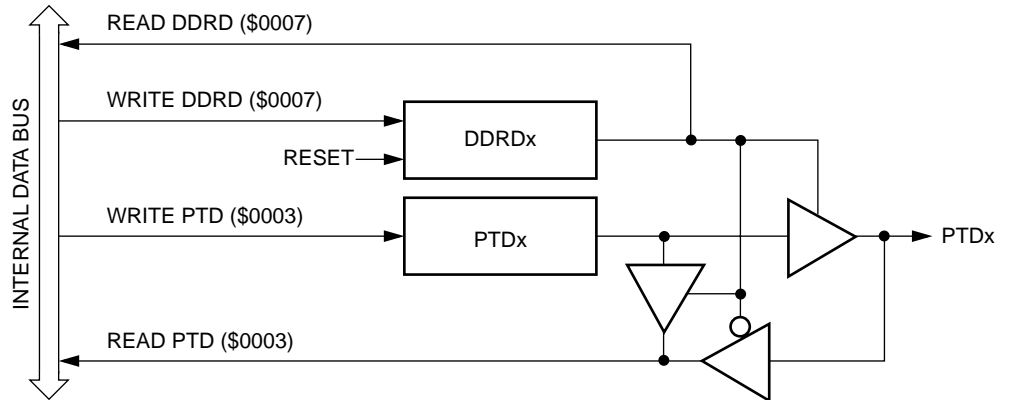 READ DDRD ($0007)
WRITE DDRD ($0007)
DDRDx
RESET
INTERNAL DATA BUS
WRITE PTD ($0003)
PTDx
PTDx
READ PTD ($0003)